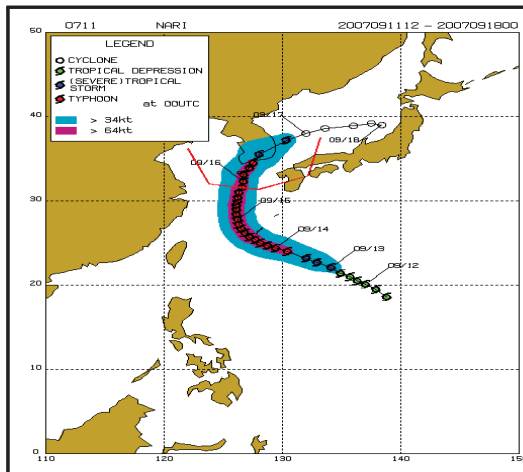 0711 NARI 2007091112 - 2007091800
50
LEGEND
CYCLONE
TROPICAL DEPRESSION
(SEVERE)TROPICAL
STORM
TYPHOON at 00UTC
> 34kt
> 64kt
09/17
40
09/18
09/16
30
09/15
09/14
09/13
09/12
20
10
0
110 120 130 140 15